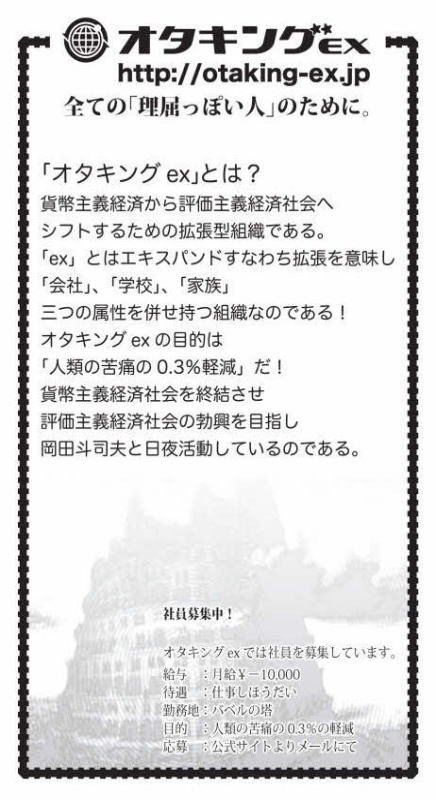 オタキングEX
http://otaking-ex.jp
全ての「理屈っぽい人」のために。
「オタキング ex」とは？
貨幣主義経済から評価主義経済社会へ
シフトするための拡張型組織である。
「ex」とはエキスパンドすなわち拡張を意味し
「会社」、「学校」、「家族」
三つの属性を併せ持つ組織なのである！
オタキング ex の目的は
「人類の苦痛の 0.3%軽減」だ！
貨幣主義経済社会を終結させ
評価主義経済社会の勃興を目指し
岡田斗司夫と日夜活動しているのである。
社員募集中！
オタキング ex では社員を募集しています。
給与　：月給￥－10,000
待遇　：仕事しほうだい
勤務地：バベルの塔
目的　：人類の苦痛の0.3%の軽減
応募　：公式サイトよりメールにて